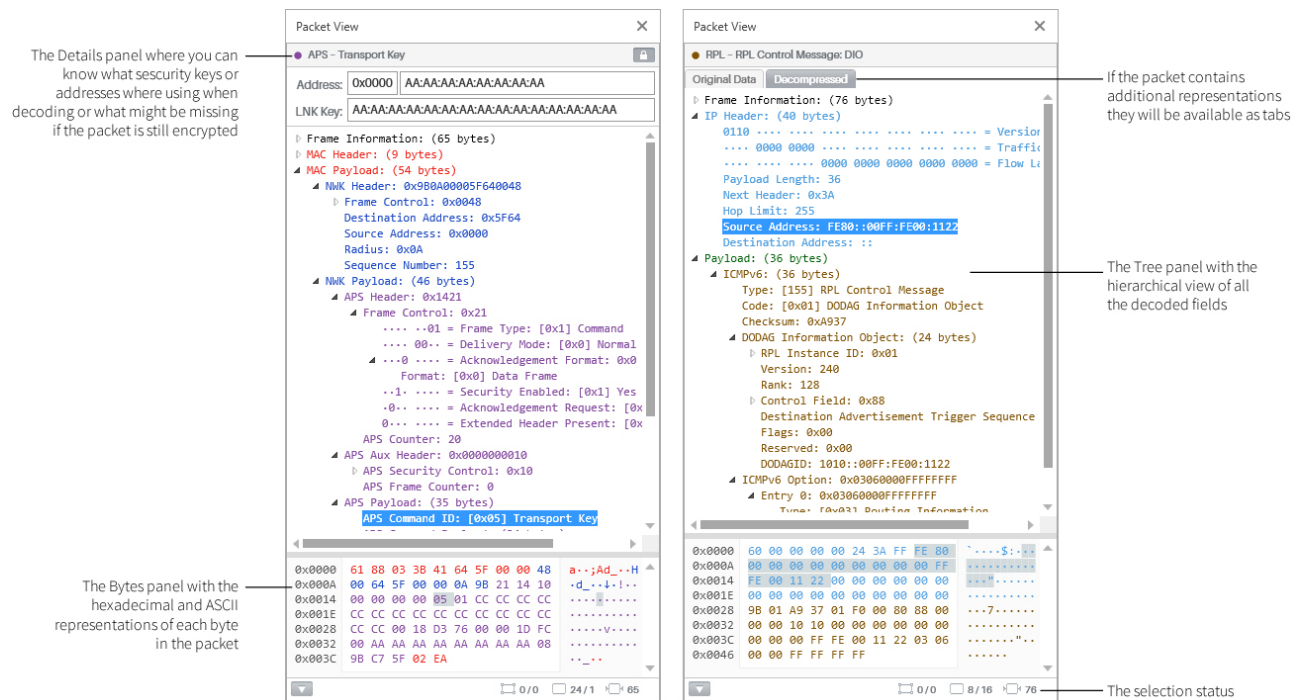 Packet View
APS – Transport Key
Address: 0x0000 AA:AA:AA:AA:AA:AA:AA:AA
LNK Key: AA:AA:AA:AA:AA:AA:AA:AA:AA:AA:AA:AA:AA:AA:AA:AA
Frame Information: (65 bytes)
MAC Header: (9 bytes)
MAC Payload: (54 bytes)
NWK Header: 0x9B0A00005F640048
Frame Control: 0x0048
Destination Address: 0x5F64
Source Address: 0x0000
Radius: 0x0A
Sequence Number: 155
NWK Payload: (46 bytes)
APS Header: 0x1421
Frame Control: 0x21
···· ··01 = Frame Type: [0x1] Command
···· 00·· = Delivery Mode: [0x0] Normal
···0 ···· = Acknowledgement Format: 0x0
Format: [0x0] Data Frame
··1· ···· = Security Enabled: [0x1] Yes
·0·· ···· = Acknowledgement Request: [0x
0··· ···· = Extended Header Present: [0x
APS Counter: 20
APS Aux Header: 0x0000000010
APS Security Control: 0x10
APS Frame Counter: 0
APS Payload: (35 bytes)
APS Command ID: [0x05] Transport Key
0x0000 61 88 03 3B 41 64 5F 00 00 48 a··;Ad_··H
0x000A 00 64 5F 00 00 0A 9B 21 14 10 ·d_··↓·!··
0x0014 00 00 00 00 05 01 CC CC CC CC ··········
0x001E CC CC CC CC CC CC CC CC CC CC ··········
0x0028 CC CC 00 18 D3 76 00 00 1D FC ·····v····
0x0032 00 AA AA AA AA AA AA AA AA 08 ··········
0x003C 9B C7 5F 02 EA ··_··
0/0 24/1 65
The Details panel where you can
know what sescurity keys or
addresses where using when
decoding or what might be missing
if the packet is still encrypted
The Bytes panel with the
hexadecimal and ASCII
representations of each byte
in the packet
Packet View
RPL – RPL Control Message: DIO
Original Data Decompressed
Frame Information: (76 bytes)
IP Header: (40 bytes)
0110 ···· ···· ···· ···· ···· ···· ···· = Version
···· 0000 0000 ···· ···· ···· ···· ···· = Traffic
···· ···· ···· 0000 0000 0000 0000 0000 = Flow La
Payload Length: 36
Next Header: 0x3A
Hop Limit: 255
Source Address: FE80::00FF:FE00:1122
Destination Address: ::
Payload: (36 bytes)
ICMPv6: (36 bytes)
Type: [155] RPL Control Message
Code: [0x01] DODAG Information Object
Checksum: 0xA937
DODAG Information Object: (24 bytes)
RPL Instance ID: 0x01
Version: 240
Rank: 128
Control Field: 0x88
Destination Advertisement Trigger Sequence
Flags: 0x00
Reserved: 0x00
DODAGID: 1010::00FF:FE00:1122
ICMPv6 Option: 0x03060000FFFFFFFF
Entry 0: 0x03060000FFFFFFFF
Type: [0x03] Routing Information
0x0000 60 00 00 00 00 24 3A FF FE 80 `····$:···
0x000A 00 00 00 00 00 00 00 00 00 FF ··········
0x0014 FE 00 11 22 00 00 00 00 00 00 ···"······
0x001E 00 00 00 00 00 00 00 00 00 00 ··········
0x0028 9B 01 A9 37 01 F0 00 80 88 00 ···7······
0x0032 00 00 10 10 00 00 00 00 00 00 ··········
0x003C 00 00 00 FF FE 00 11 22 03 06 ·······"··
0x0046 00 00 FF FF FF FF ······
0/0 8/16 76
If the packet contains
additional representations
they will be available as tabs
The Tree panel with the
hierarchical view of all
the decoded fields
The selection status